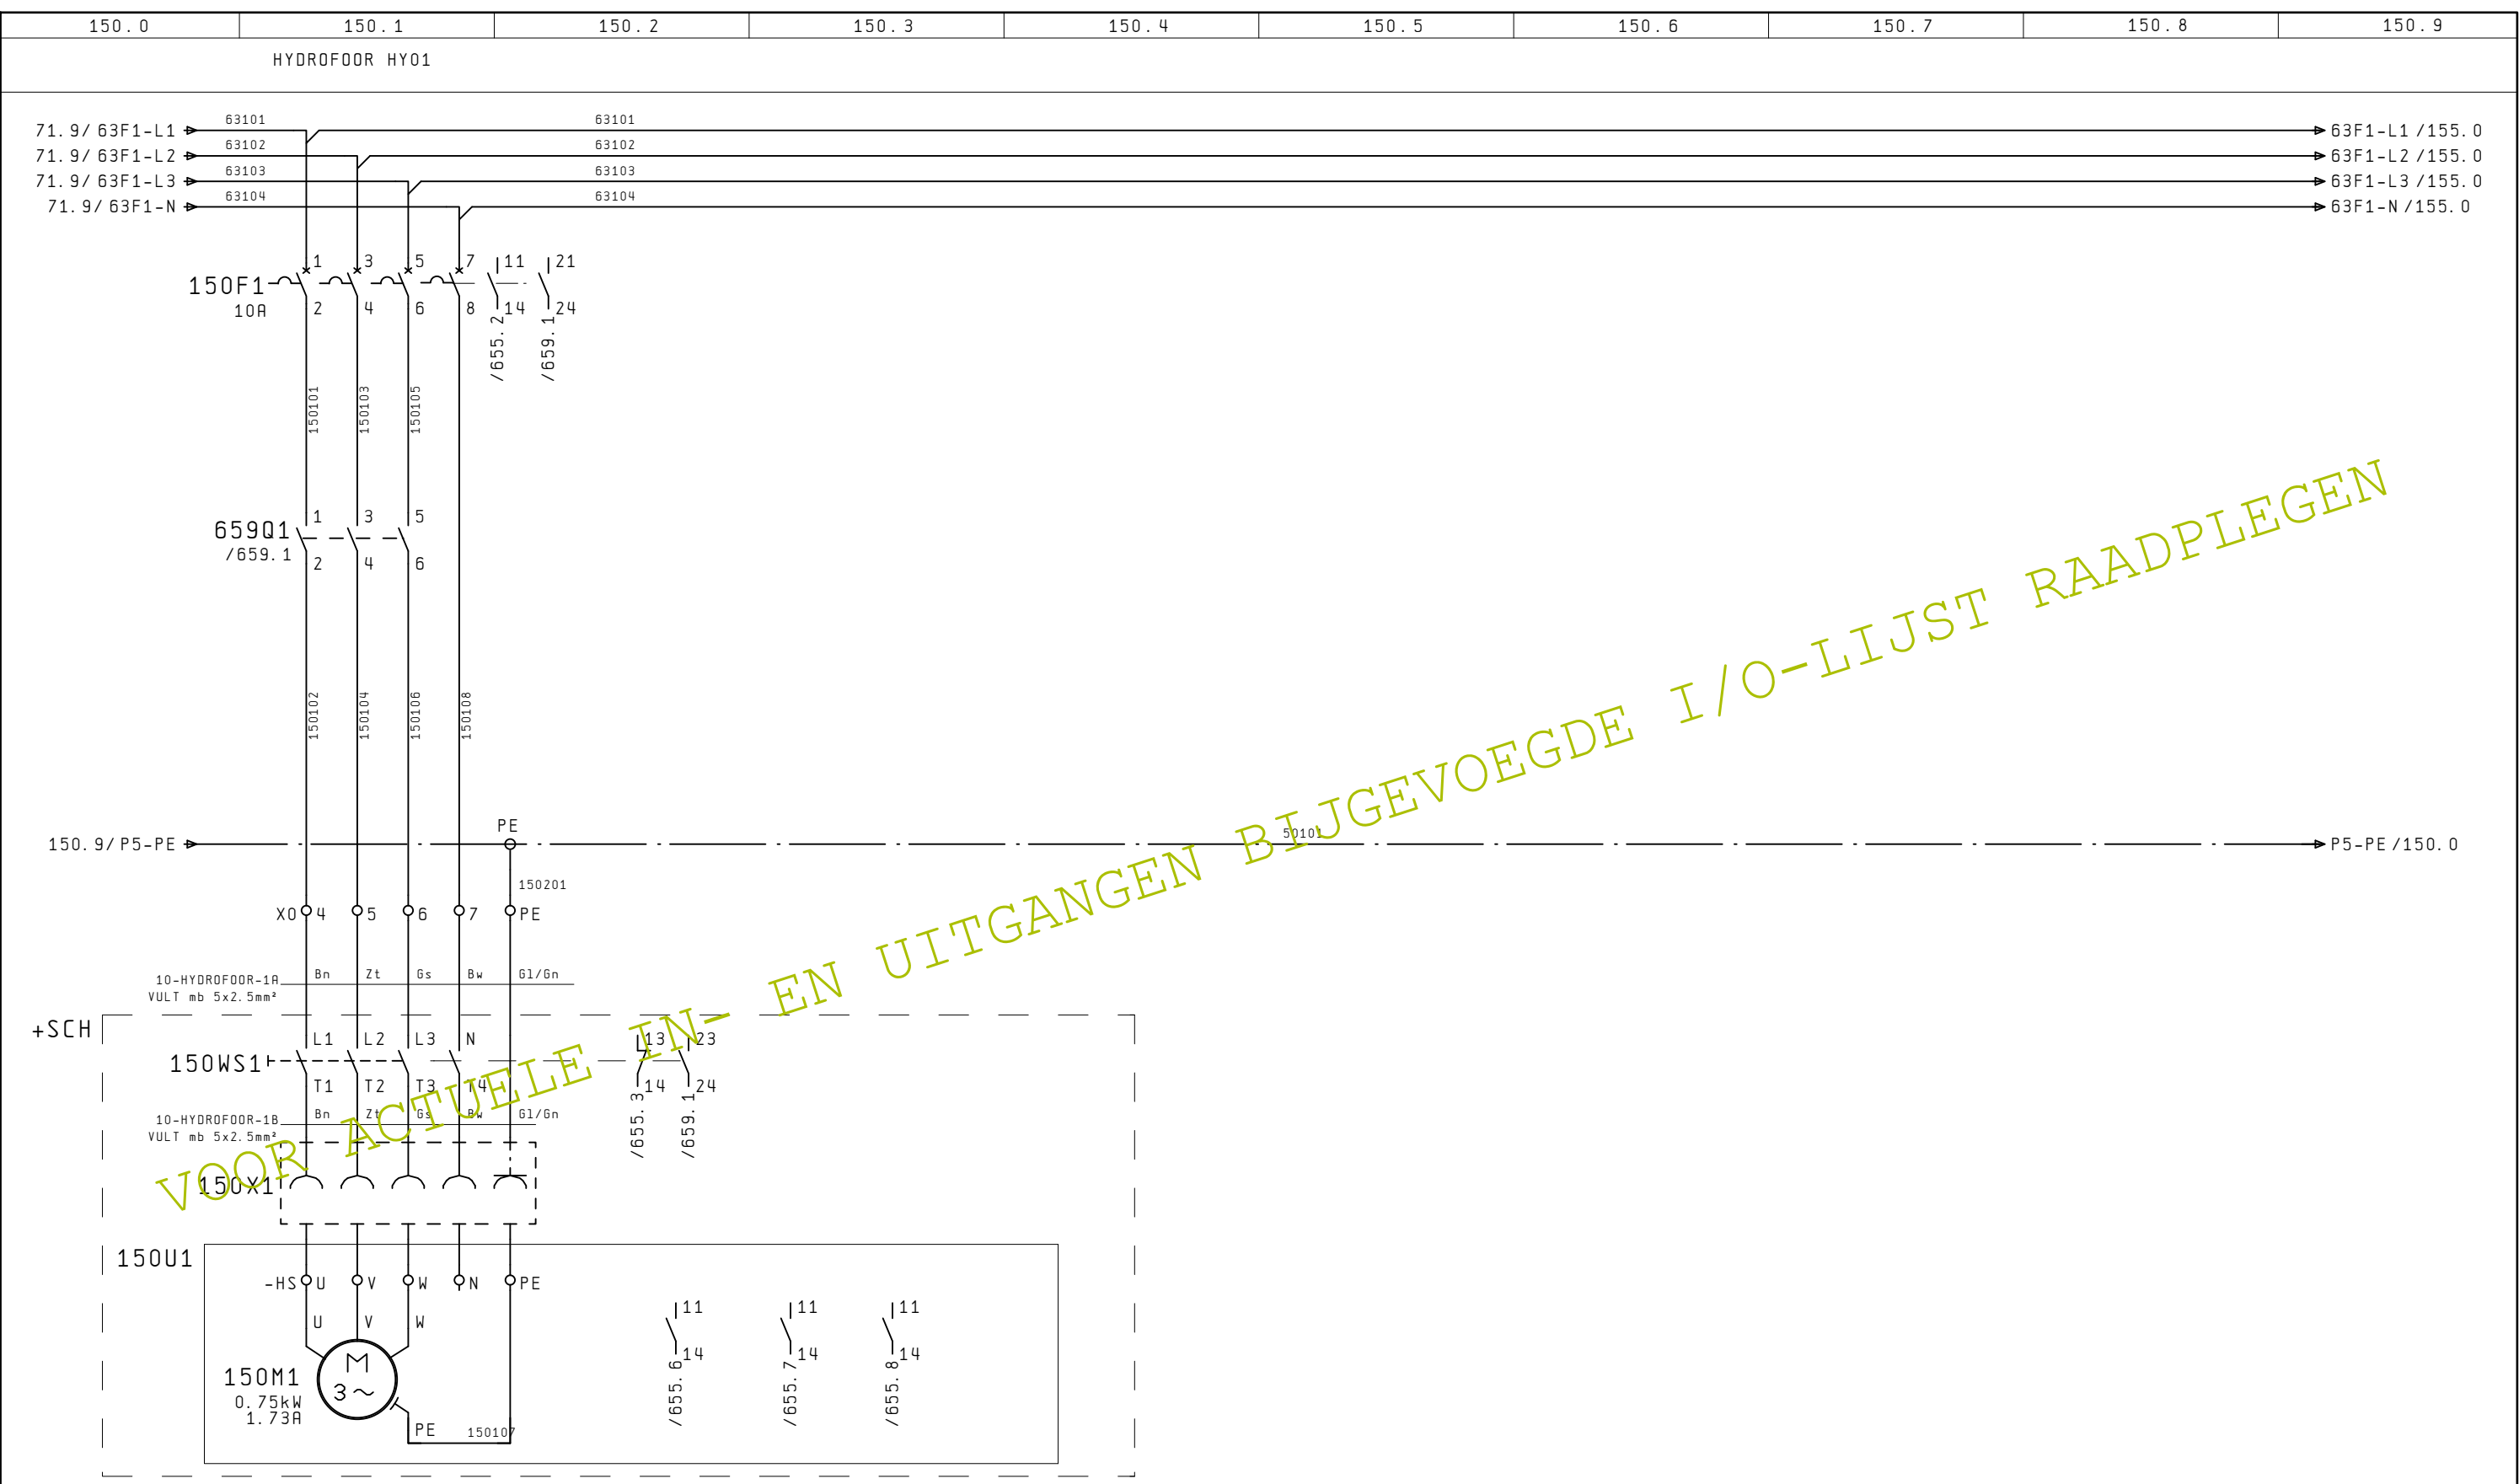 150.0 150.1 150.2 150.3 150.4 150.5 150.6 150.7 150.8 150.9
HYDROFOOR HY01
71.9/63F1-L1 63101 63101 63F1-L1/155.0
71.9/63F1-L2 63102 63102 63F1-L2/155.0
71.9/63F1-L3 63103 63103 63F1-L3/155.0
71.9/63F1-N 63104 63104 63F1-N/155.0
1 3 5 7 11 21
150F1
10A
2 4 6 8 14 24
/655.2 /659.1
150101 150103 150105
1 3 5
659Q1
/659.1
2 4 6
150102 150104 150106 150108
PE
150.9/P5-PE 50101 P5-PE/150.0
150201
X0 4 5 6 7 PE
10-HYDROFOOR-1A Bn Zt Gs Bw Gl/Gn
VULT mb 5x2.5mm²
+SCH
L1 L2 L3 N 13 23
150WS1
T1 T2 T3 T4 14 24
/655.3 /659.1
10-HYDROFOOR-1B Bn Zt Gs Bw Gl/Gn
VULT mb 5x2.5mm²
150X1
150U1
-HS U V W N PE
U V W
11 11 11
14 14 14
/655.6 /655.7 /655.8
150M1
0.75kW
1.73A
M
3~
PE 150107
VOOR ACTUELE IN- EN UITGANGEN BIJGEVOEGDE I/O-LIJST RAADPLEGEN